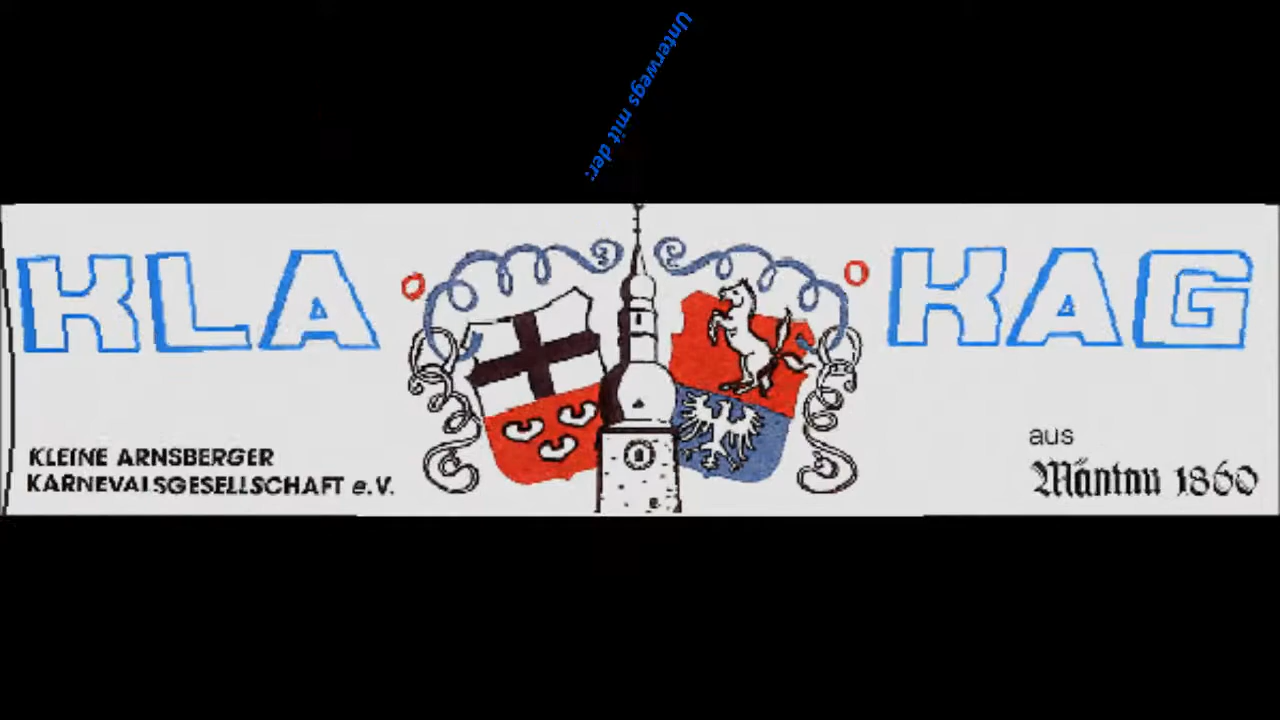 Unterwegs mit der:
KLA KAG
KLEINE ARNSBERGER
KARNEVALSGESELLSCHAFT e.V.
aus
Mäntau 1860